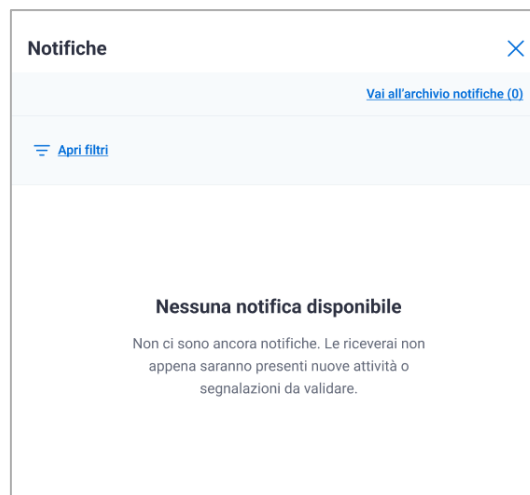 Notifiche
Vai all'archivio notifiche (0)
Apri filtri
Nessuna notifica disponibile
Non ci sono ancora notifiche. Le riceverai non
appena saranno presenti nuove attività o
segnalazioni da validare.